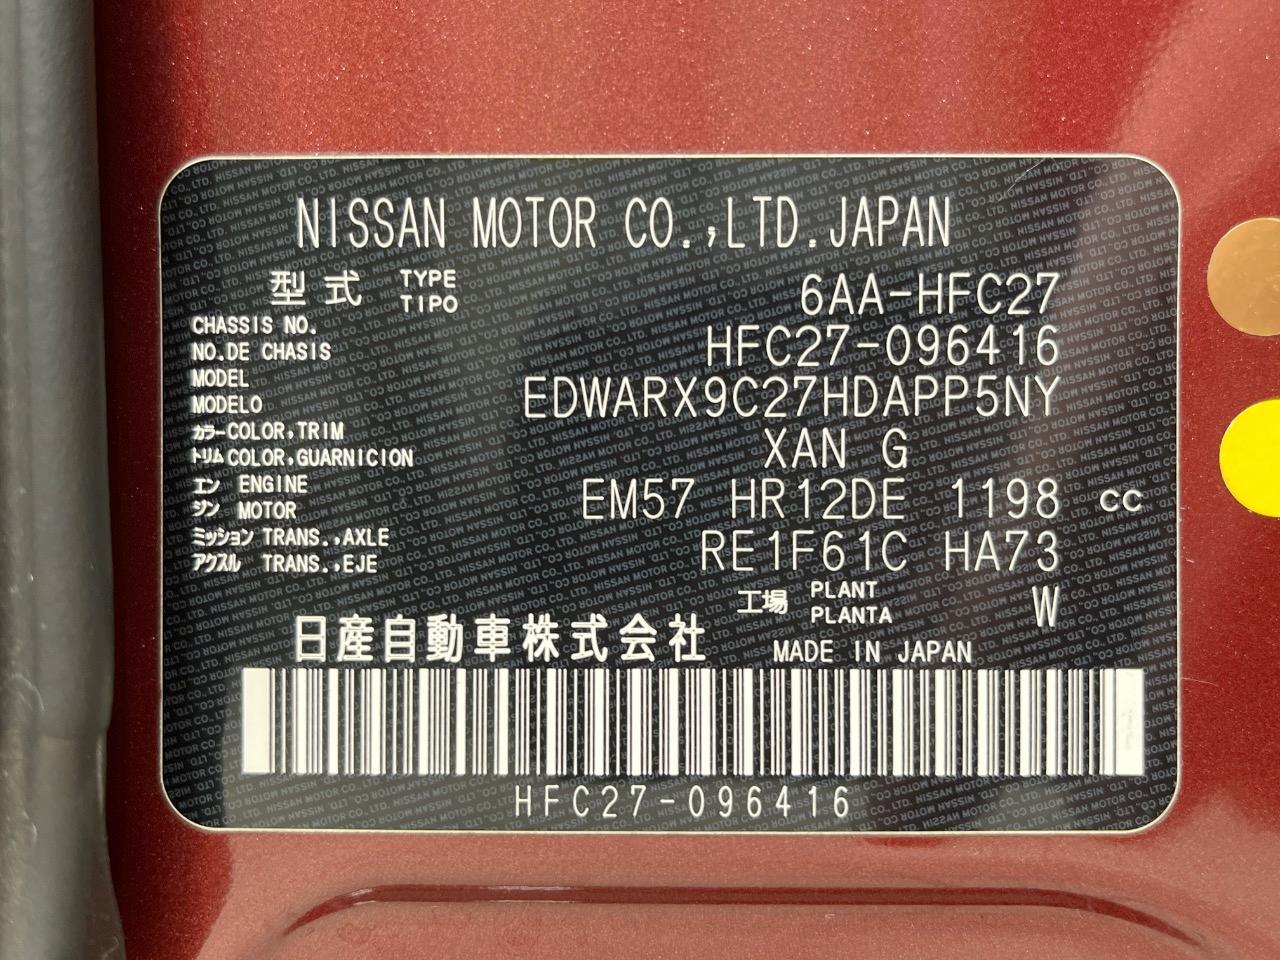 NISSAN MOTOR CO.,LTD.JAPAN
型式 TYPE TIPO 6AA-HFC27
CHASSIS NO.
NO.DE CHASIS HFC27-096416
MODEL
MODELO EDWARX9C27HDAPP5NY
カラー COLOR,TRIM
トリム COLOR,GUARNICION XAN G
エン ENGINE
ジン MOTOR EM57 HR12DE 1198 cc
ミッション TRANS.,AXLE
アクスル TRANS.,EJE RE1F61C HA73
工場 PLANT PLANTA W
日産自動車株式会社 MADE IN JAPAN
HFC27-096416